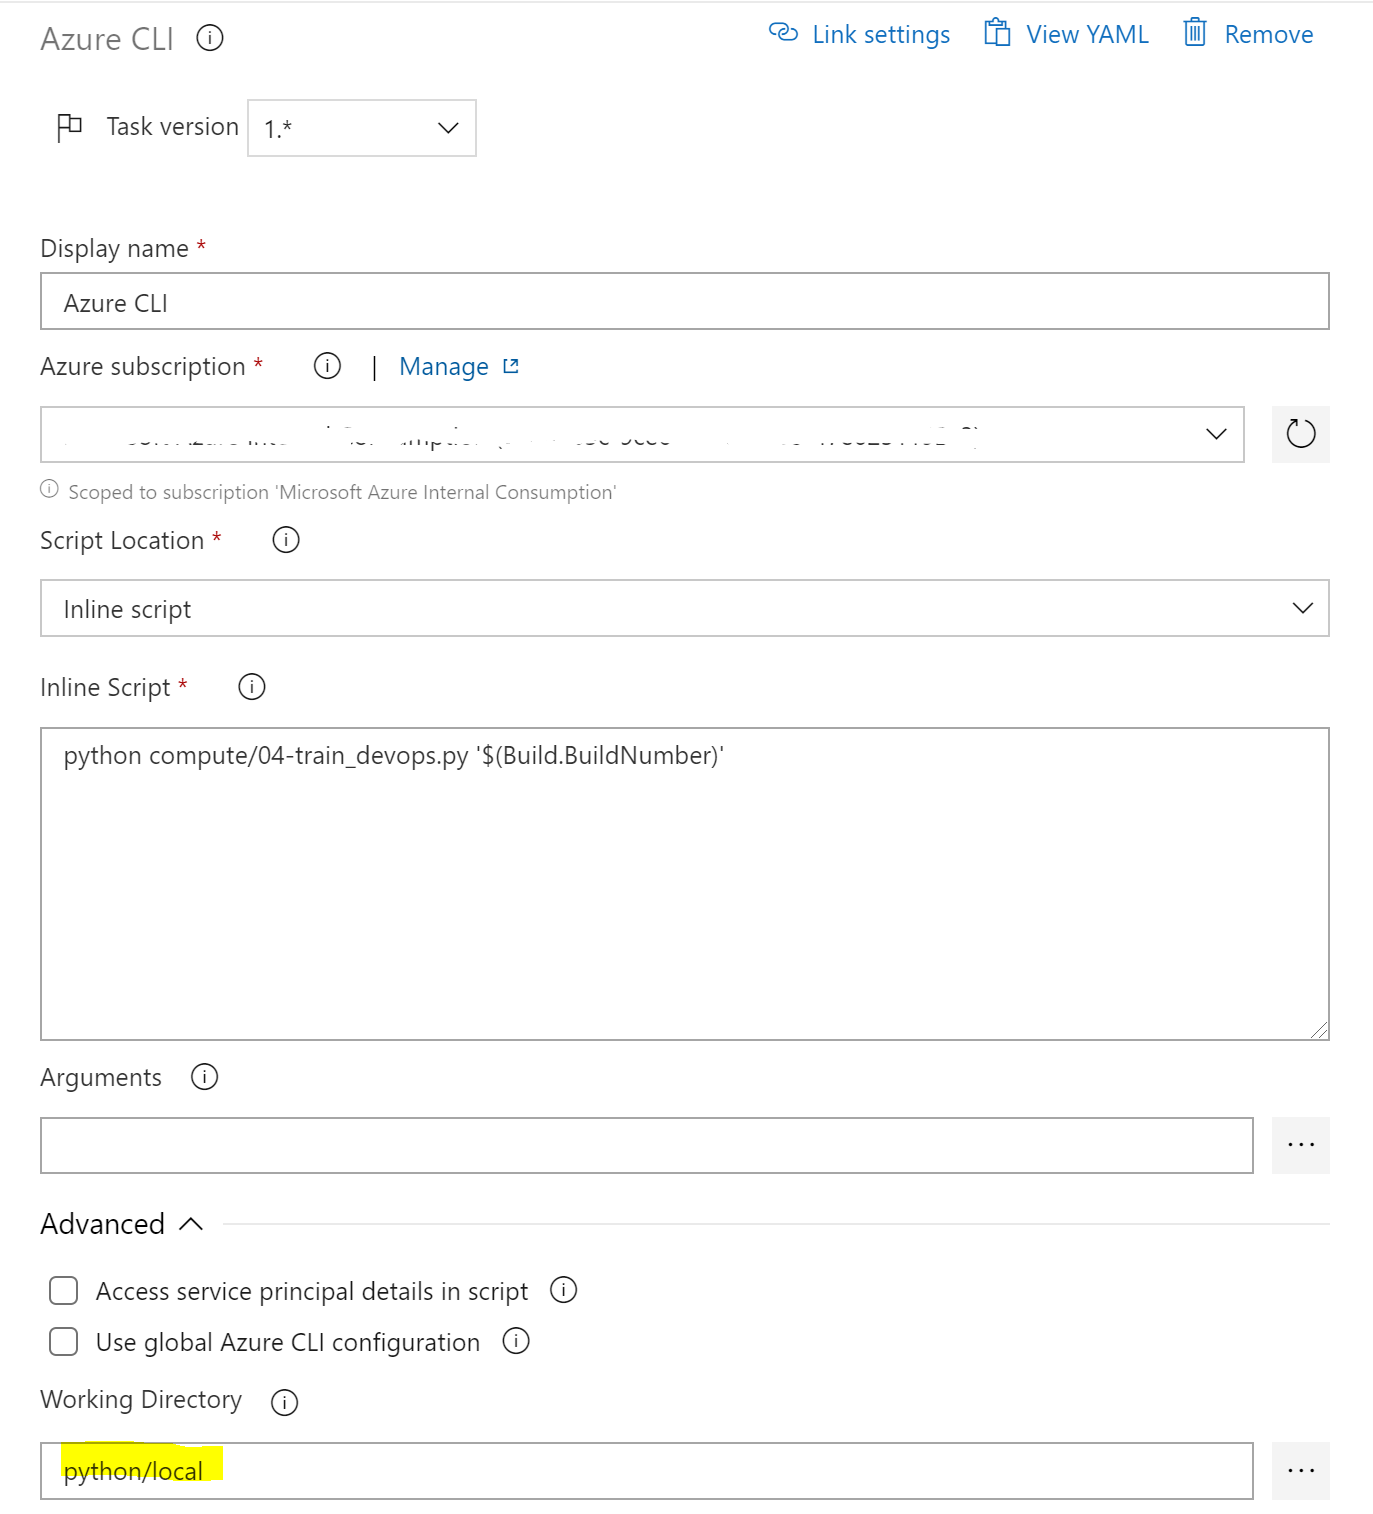 Azure CLI
Link settings
View YAML
Remove
Task version 1.*
Display name *
Azure CLI
Azure subscription * | Manage
Scoped to subscription 'Microsoft Azure Internal Consumption'
Script Location *
Inline script
Inline Script *
python compute/04-train_devops.py '$(Build.BuildNumber)'
Arguments
...
Advanced
Access service principal details in script
Use global Azure CLI configuration
Working Directory
python/local
...